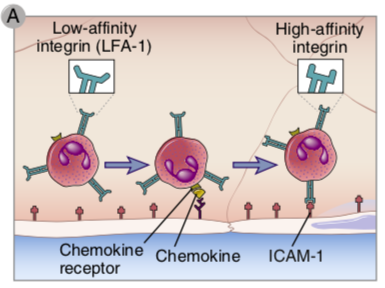 A
Low-affinity
integrin (LFA-1)
High-affinity
integrin
Chemokine
receptor
Chemokine
ICAM-1